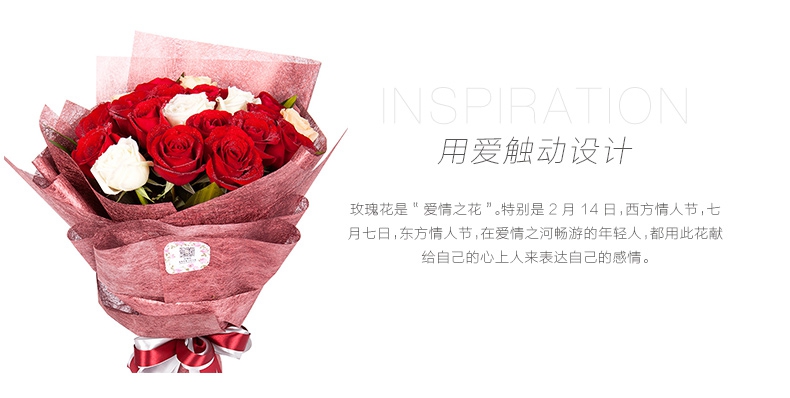 INSPIRATION
用爱触动设计
玫瑰花是＂爱情之花＂。特别是 2 月 14 日，西方情人节，七
月七日，东方情人节，在爱情之河畅游的年轻人，都用此花献
给自己的心上人来表达自己的感情。